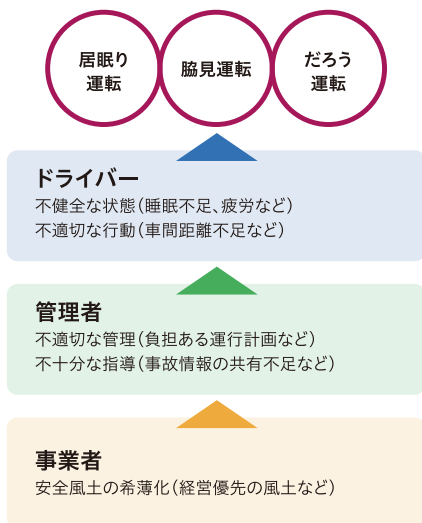 居眠り
運転
脇見運転
だろう
運転
ドライバー
不健全な状態（睡眠不足、疲労など）
不適切な行動（車間距離不足など）
管理者
不適切な管理（負担ある運行計画など）
不十分な指導（事故情報の共有不足など）
事業者
安全風土の希薄化（経営優先の風土など）